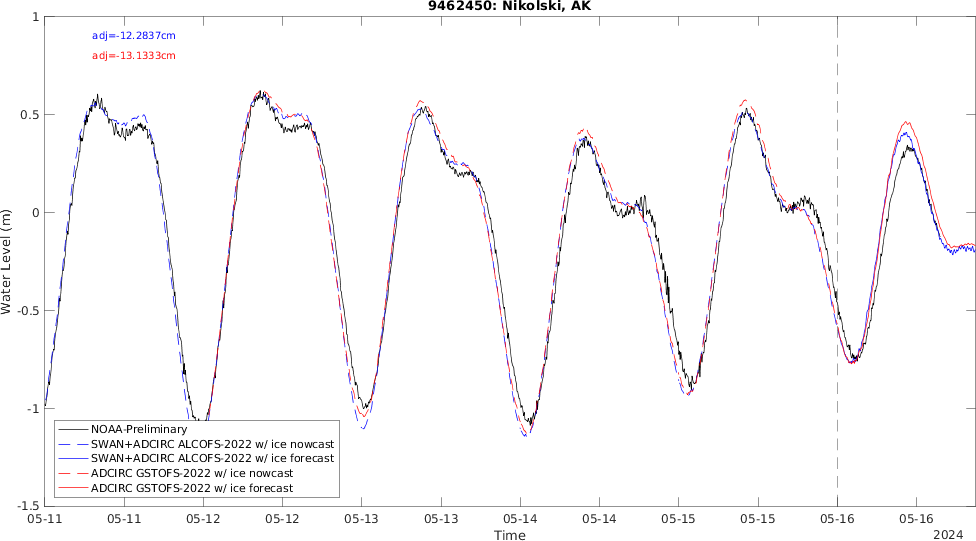 9462450: Nikolski, AK
adj=-12.2837cm
adj=-13.1333cm
Water Level (m)
1
0.5
0
-0.5
-1
-1.5
NOAA-Preliminary
SWAN+ADCIRC ALCOFS-2022 w/ ice nowcast
SWAN+ADCIRC ALCOFS-2022 w/ ice forecast
ADCIRC GSTOFS-2022 w/ ice nowcast
ADCIRC GSTOFS-2022 w/ ice forecast
05-11 05-11 05-12 05-12 05-13 05-13 05-14 05-14 05-15 05-15 05-16 05-16
Time
2024